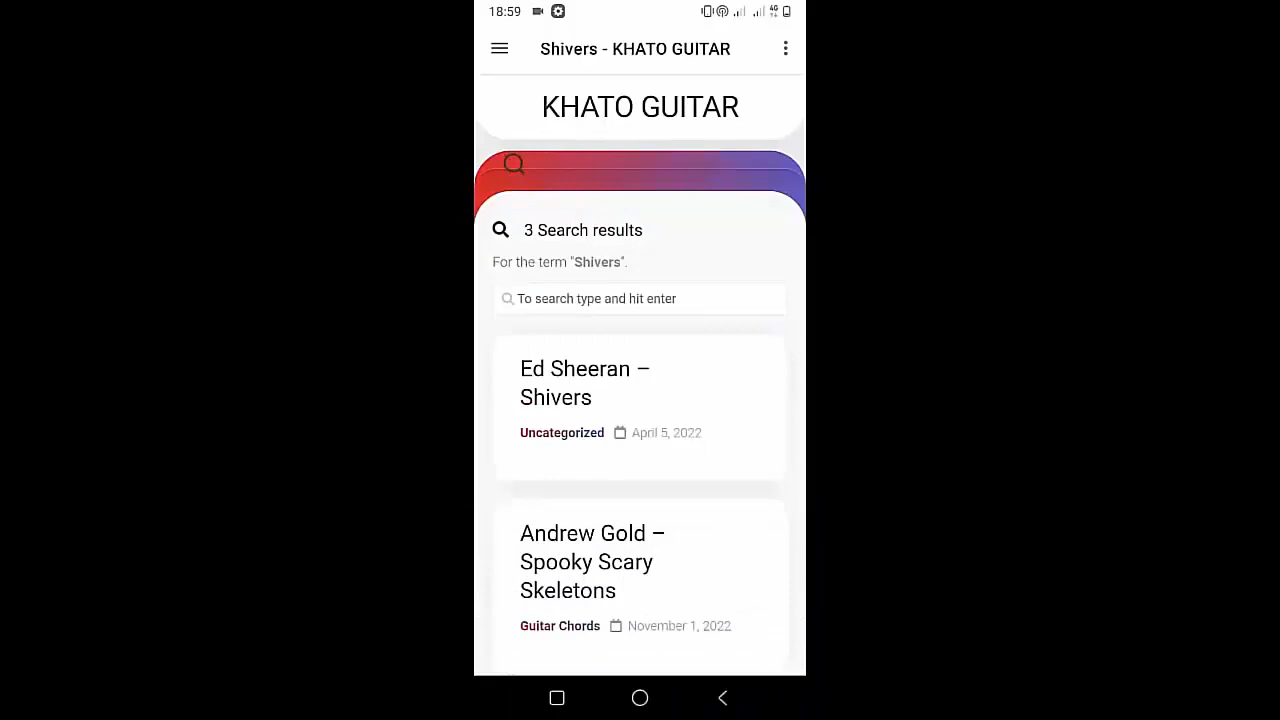 18:59
4G
Shivers - KHATO GUITAR
KHATO GUITAR
3 Search results
For the term "Shivers".
To search type and hit enter
Ed Sheeran –
Shivers
Uncategorized April 5, 2022
Andrew Gold –
Spooky Scary
Skeletons
Guitar Chords November 1, 2022